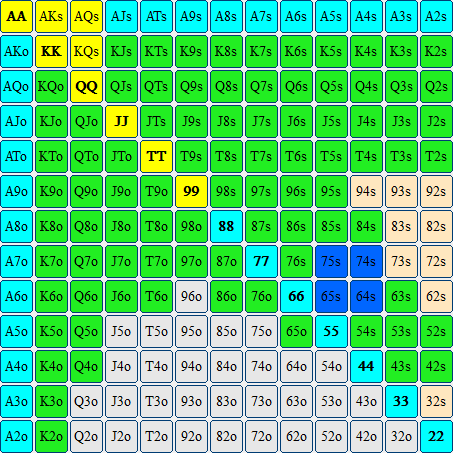 AA AKs AQs AJs ATs A9s A8s A7s A6s A5s A4s A3s A2s
AKo KK KQs KJs KTs K9s K8s K7s K6s K5s K4s K3s K2s
AQo KQo QQ QJs QTs Q9s Q8s Q7s Q6s Q5s Q4s Q3s Q2s
AJo KJo QJo JJ JTs J9s J8s J7s J6s J5s J4s J3s J2s
ATo KTo QTo JTo TT T9s T8s T7s T6s T5s T4s T3s T2s
A9o K9o Q9o J9o T9o 99 98s 97s 96s 95s 94s 93s 92s
A8o K8o Q8o J8o T8o 98o 88 87s 86s 85s 84s 83s 82s
A7o K7o Q7o J7o T7o 97o 87o 77 76s 75s 74s 73s 72s
A6o K6o Q6o J6o T6o 96o 86o 76o 66 65s 64s 63s 62s
A5o K5o Q5o J5o T5o 95o 85o 75o 65o 55 54s 53s 52s
A4o K4o Q4o J4o T4o 94o 84o 74o 64o 54o 44 43s 42s
A3o K3o Q3o J3o T3o 93o 83o 73o 63o 53o 43o 33 32s
A2o K2o Q2o J2o T2o 92o 82o 72o 62o 52o 42o 32o 22